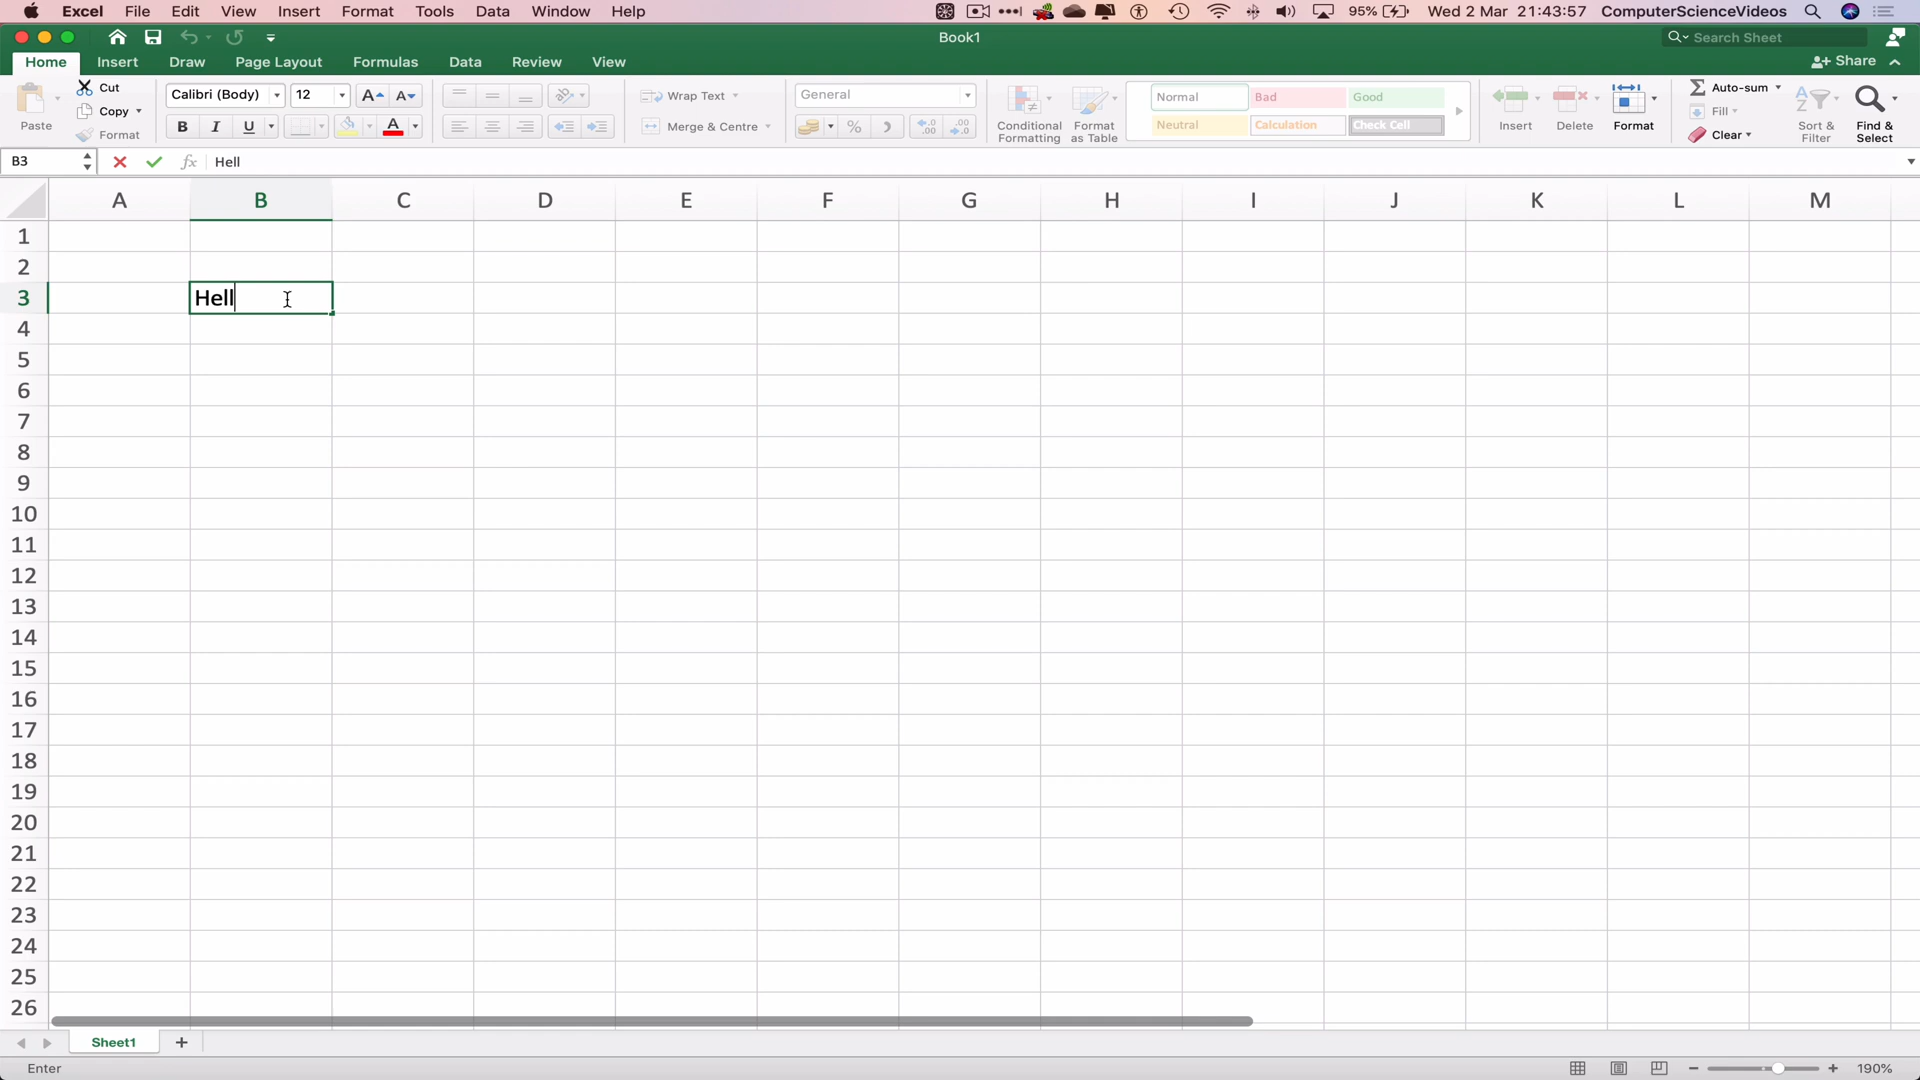 Excel File Edit View Insert Format Tools Data Window Help 95% Wed 2 Mar 21:43:57 ComputerScienceVideos
Book1 Search Sheet
Home Insert Draw Page Layout Formulas Data Review View Share
Paste Cut Copy Format
Calibri (Body) 12
B I U A
Wrap Text
Merge & Centre
General
%
Conditional Formatting
Format as Table
Normal Bad Good
Neutral Calculation Check Cell
Insert Delete Format
Auto-sum
Fill
Clear
Sort & Filter
Find & Select
B3 fx Hell
A B C D E F G H I J K L M
1
2
3 Hell
4
5
6
7
8
9
10
11
12
13
14
15
16
17
18
19
20
21
22
23
24
25
26
Sheet1
Enter 190%